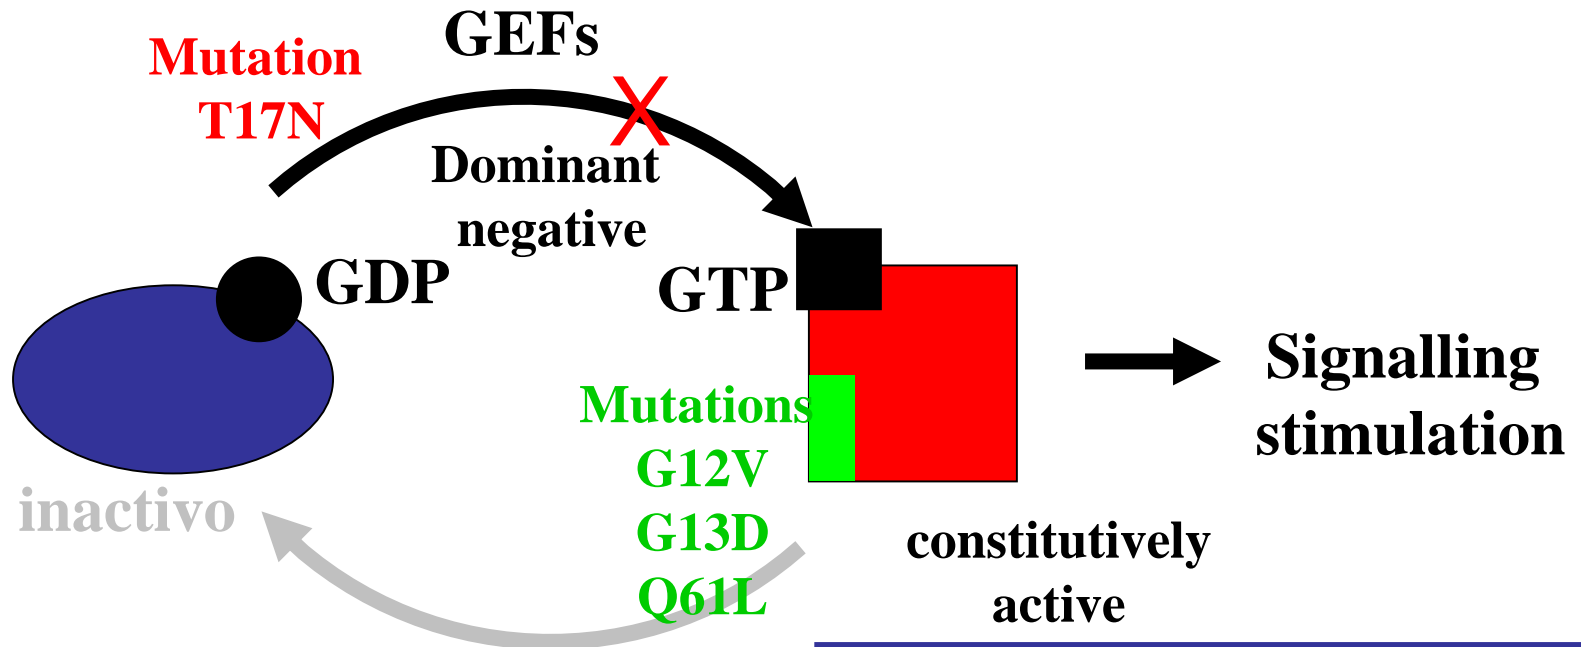 GEFs
Mutation
T17N
Dominant
negative
GDP
GTP
Signalling
stimulation
Mutations
G12V
G13D
Q61L
inactivo
constitutively
active